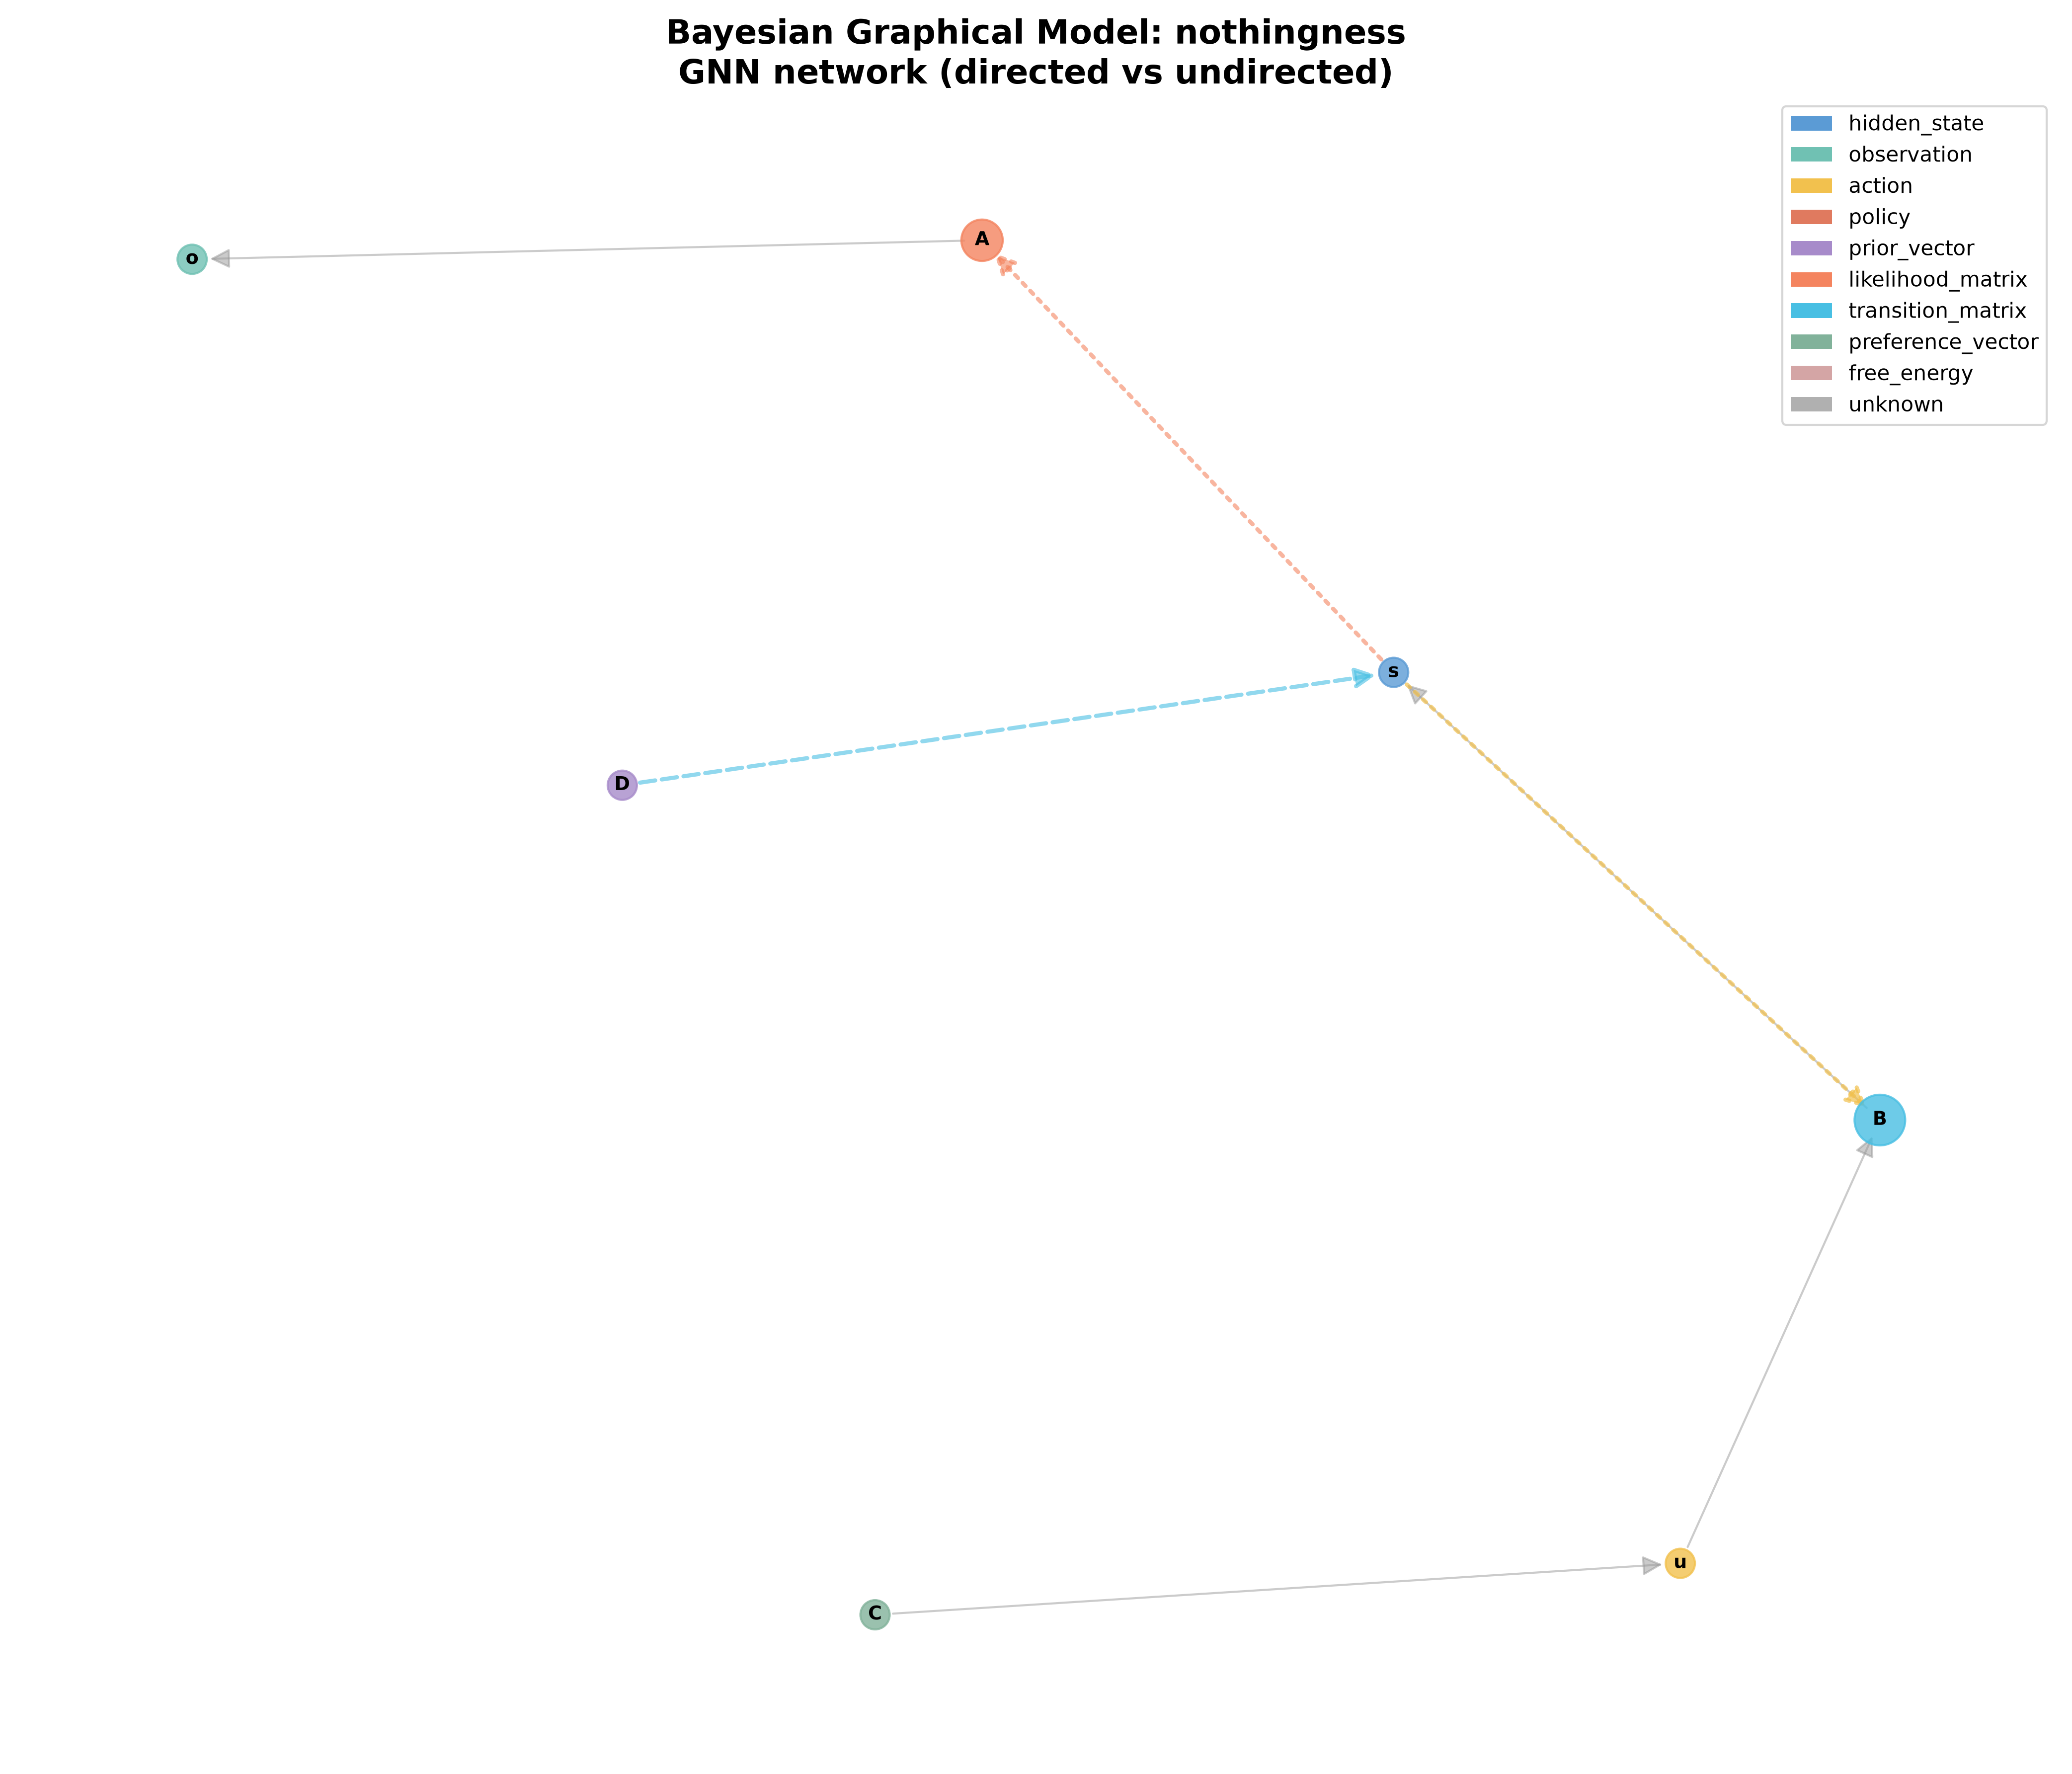 Bayesian Graphical Model: nothingness
GNN network (directed vs undirected)
hidden_state
observation
action
policy
prior_vector
likelihood_matrix
transition_matrix
preference_vector
free_energy
unknown
A
o
s
D
B
u
C